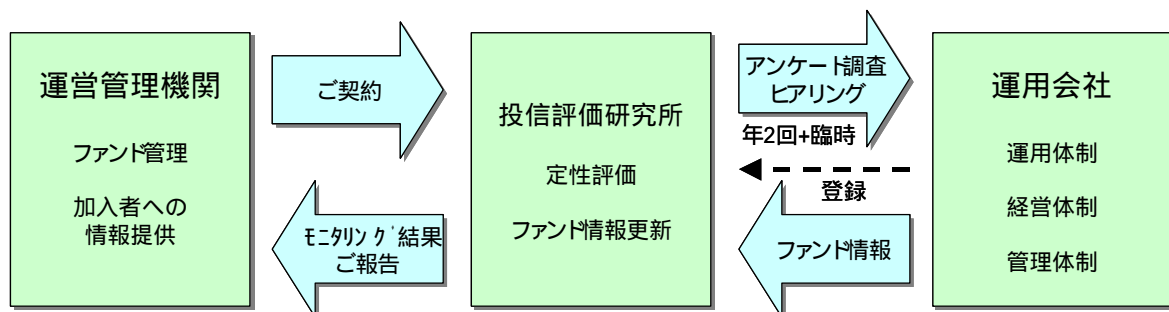 運営管理機関
ファンド管理
加入者への
情報提供
ご契約
ﾓﾆﾀﾘﾝｸﾞ結果
ご報告
投信評価研究所
定性評価
ファンド情報更新
アンケート調査
ヒアリング
年2回+臨時
登録
ファンド情報
運用会社
運用体制
経営体制
管理体制